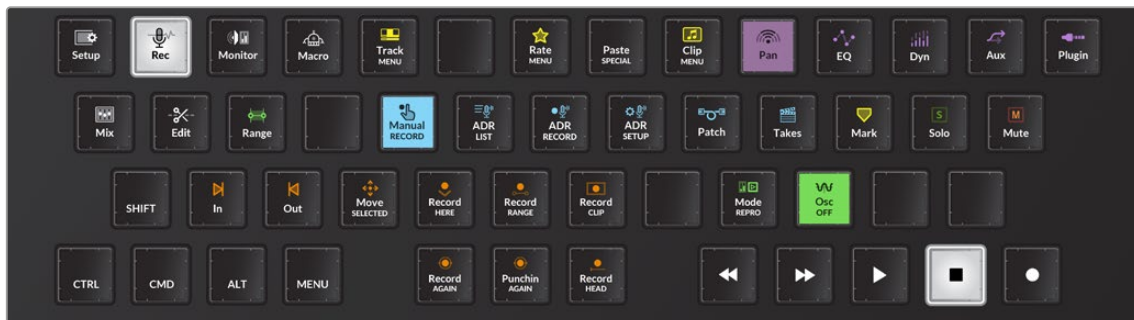 Setup
Rec
Monitor
Macro
Track
MENU
Rate
MENU
Paste
SPECIAL
Clip
MENU
Pan
EQ
Dyn
Aux
Plugin
Mix
Edit
Range
Manual
RECORD
ADR
LIST
ADR
RECORD
ADR
SETUP
Patch
Takes
Mark
S
Solo
M
Mute
SHIFT
In
Out
Move
SELECTED
Record
HERE
Record
RANGE
Record
CLIP
Mode
REPRO
Osc
OFF
CTRL
CMD
ALT
MENU
Record
AGAIN
Punchin
AGAIN
Record
HEAD